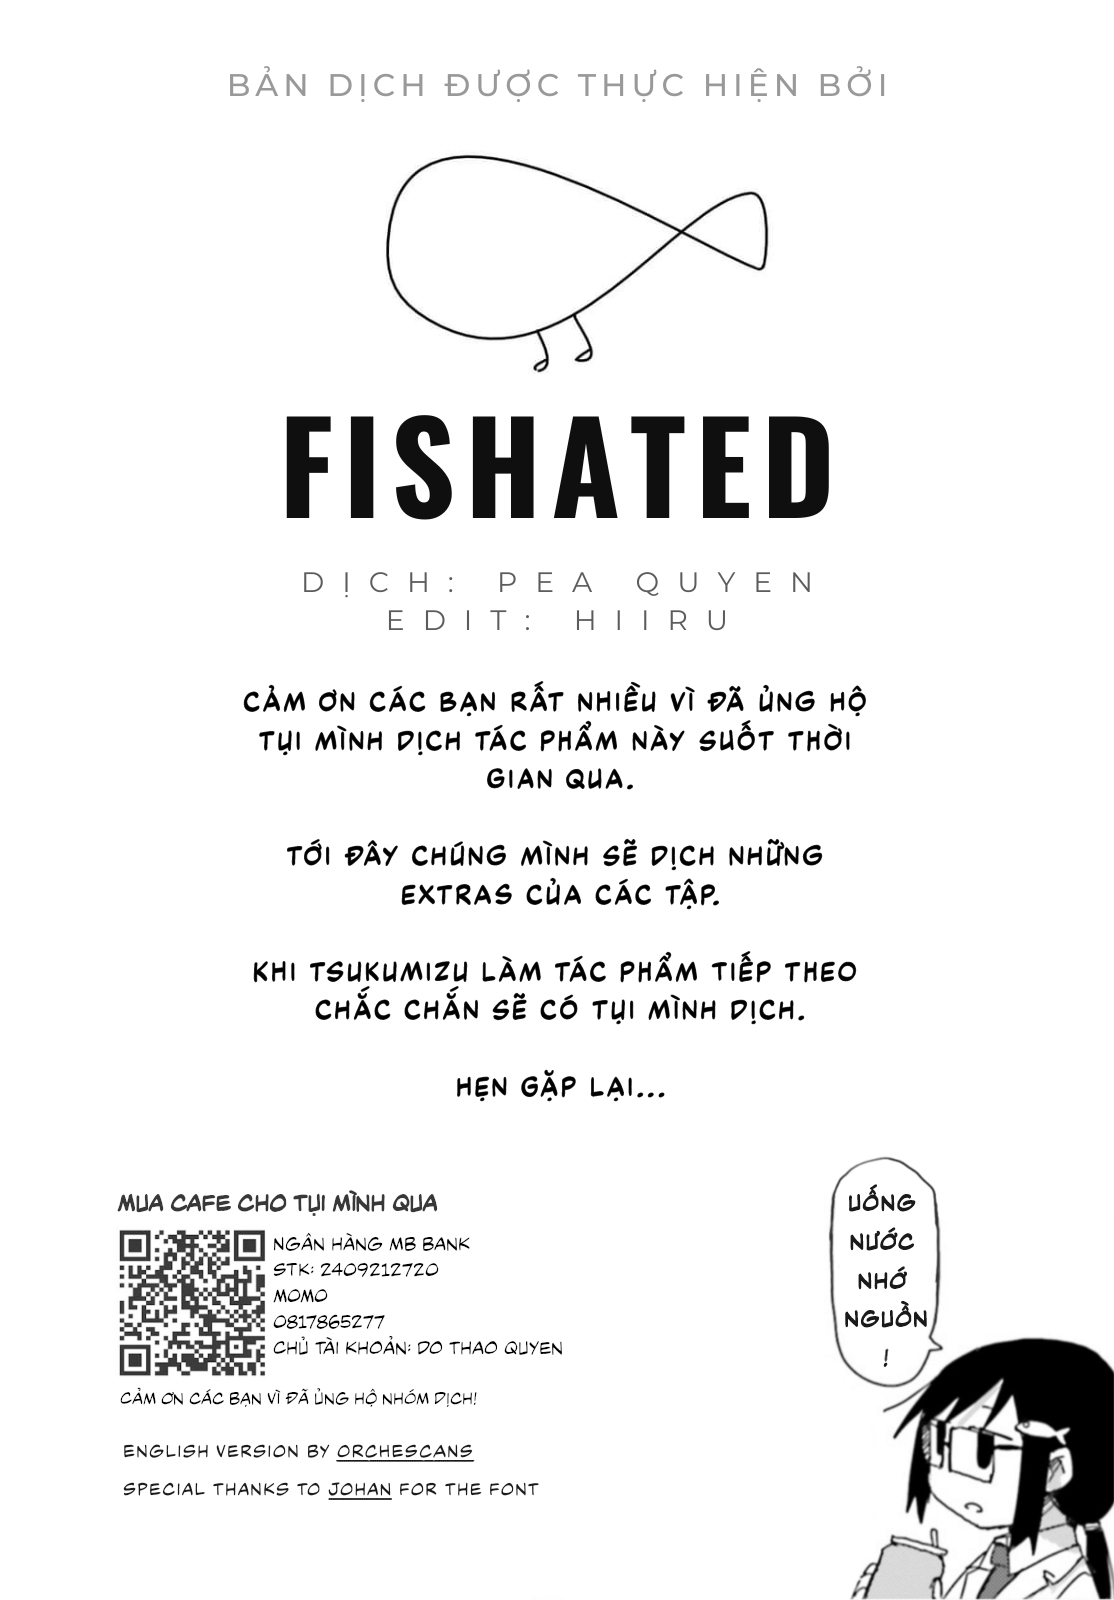 BẢN DỊCH ĐƯỢC THỰC HIỆN BỞI
FISHATED
DỊCH: PEA QUYEN
EDIT: HIIRU
CẢM ƠN CÁC BẠN RẤT NHIỀU VÌ ĐÃ ỦNG HỘ
TỤI MÌNH DỊCH TÁC PHẨM NÀY SUỐT THỜI
GIAN QUA.
TỚI ĐÂY CHÚNG MÌNH SẼ DỊCH NHỮNG
EXTRAS CỦA CÁC TẬP.
KHI TSUKUMIZU LÀM TÁC PHẨM TIẾP THEO
CHẮC CHẮN SẼ CÓ TỤI MÌNH DỊCH.
HẸN GẶP LẠI...
MUA CAFE CHO TỤI MÌNH QUA
NGÂN HÀNG MB BANK
STK: 2409212720
MOMO
0817865277
CHỦ TÀI KHOẢN: DO THAO QUYEN
CẢM ƠN CÁC BẠN VÌ ĐÃ ỦNG HỘ NHÓM DỊCH!
ENGLISH VERSION BY ORCHESCANS
SPECIAL THANKS TO JOHAN FOR THE FONT
UỐNG
NƯỚC
NHỚ
NGUỒN
!